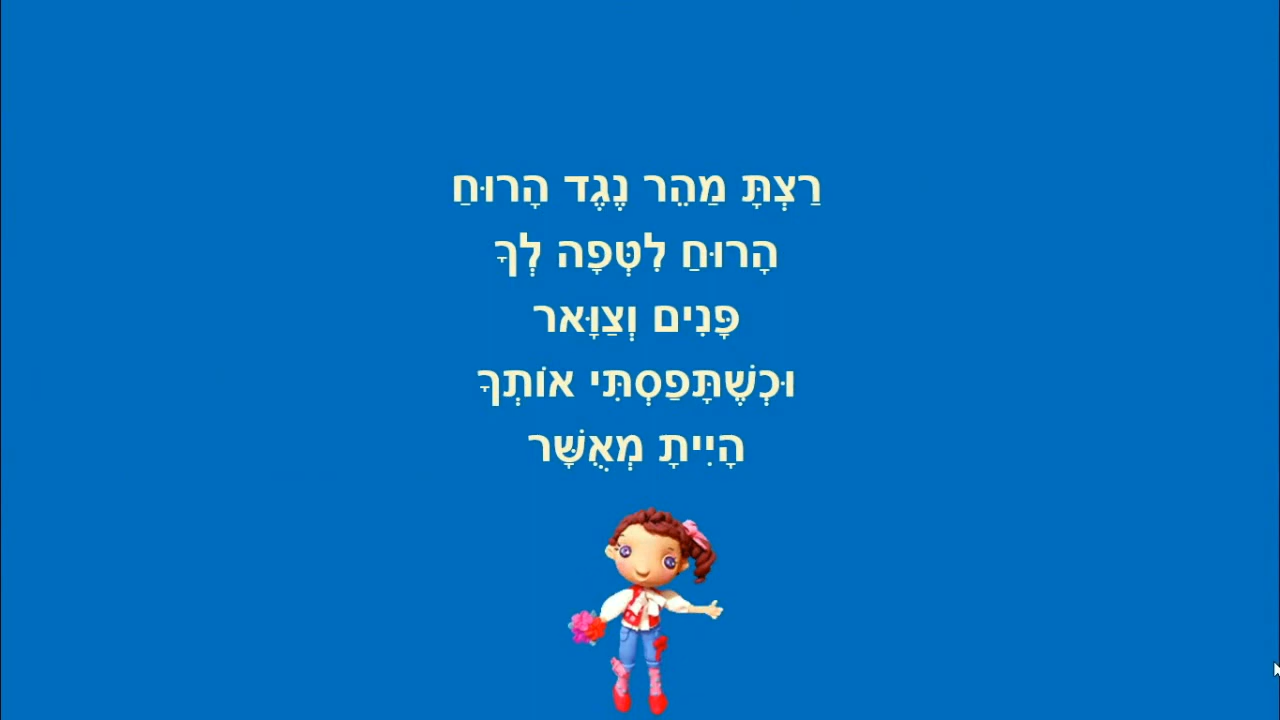 רַצְתָּ מַהֵר נֶגֶד הָרוּחַ
הָרוּחַ לִטְּפָה לְךָ
פָּנִים וְצַוָּאר
וּכְשֶׁתָּפַסְתִּי אוֹתְךָ
הָיִיתָ מְאֻשָּׁר